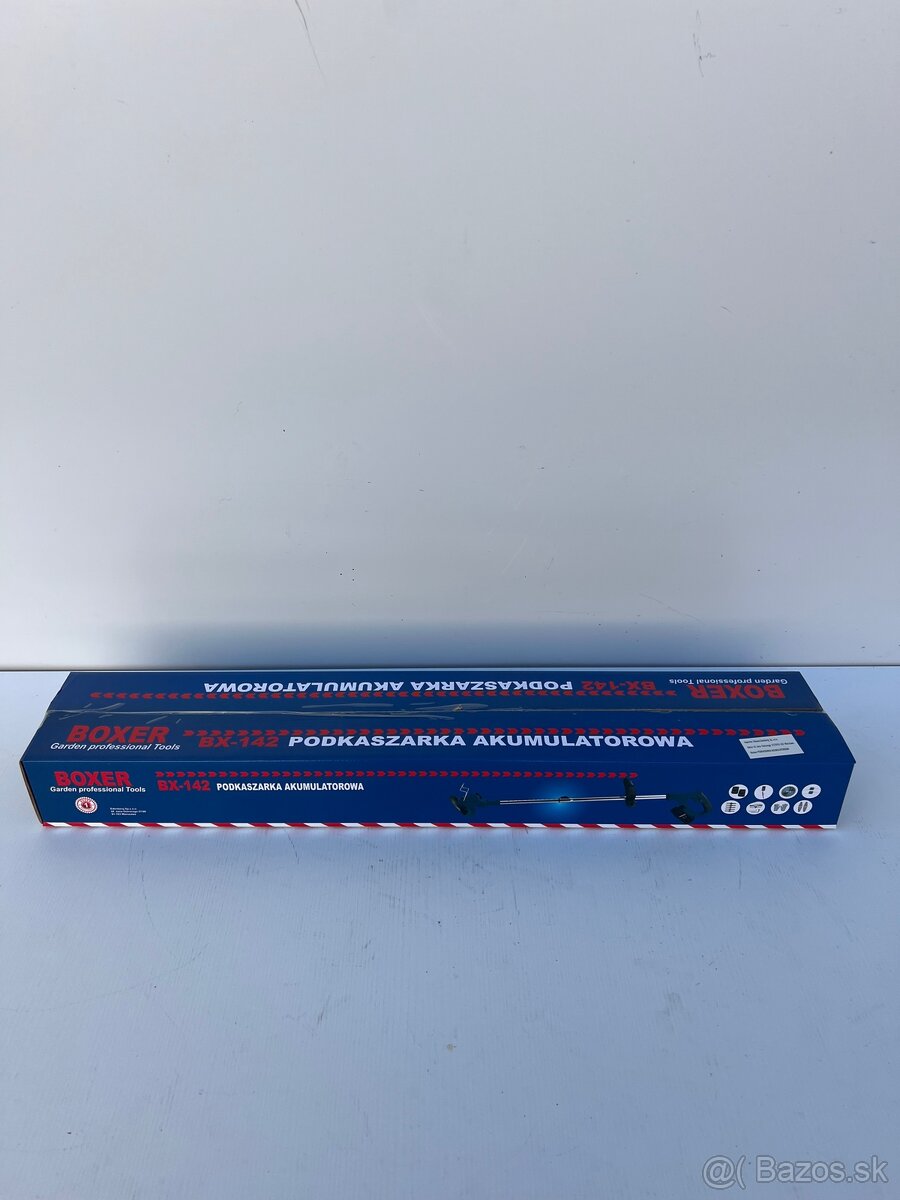 BOXER
Garden professional Tools
BX-142 PODKASZARKA AKUMULATOROWA
BOXER
Garden professional Tools
BX-142 PODKASZARKA AKUMULATOROWA
BOXER
Garden professional Tools
BX-142 PODKASZARKA AKUMULATOROWA
@( Bazos.sk